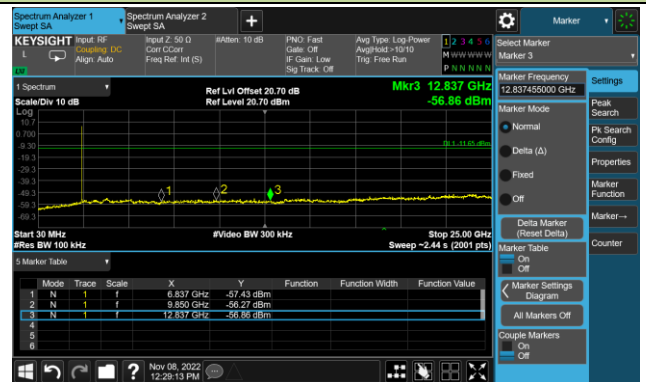 Spectrum Analyzer 1
Swept SA
Spectrum Analyzer 2
Swept SA
+
Marker
KEYSIGHT
L
LXI
Input: RF
Coupling: DC
Align: Auto
Input Z: 50 Ω
Corr CCorr
Freq Ref: Int (S)
#Atten: 10 dB
PNO: Fast
Gate: Off
IF Gain: Low
Sig Track: Off
Avg Type: Log-Power
Avg|Hold:>10/10
Trig: Free Run
1 2 3 4 5 6
M W W W W W
P N N N N N
Select Marker
Marker 3
1 Spectrum
Scale/Div 10 dB
Ref Lvl Offset 20.70 dB
Ref Level 20.70 dBm
Mkr3 12.837 GHz
-56.86 dBm
Log
10.7
0.700
-9.30
-19.3
-29.3
-39.3
-49.3
-59.3
-69.3
DL1 -11.65 dBm
1
2
3
Start 30 MHz
#Res BW 100 kHz
#Video BW 300 kHz
Stop 25.00 GHz
Sweep ~2.44 s (2001 pts)
5 Marker Table
Mode Trace Scale X Y Function Function Width Function Value
1 N 1 f 6.837 GHz -57.43 dBm
2 N 1 f 9.850 GHz -56.27 dBm
3 N 1 f 12.837 GHz -56.86 dBm
4
5
6
Marker Frequency
12.837455000 GHz
Marker Mode
Normal
Delta (Δ)
Fixed
Off
Delta Marker
(Reset Delta)
Marker Table
On
Off
Marker Settings
Diagram
All Markers Off
Couple Markers
On
Off
Settings
Peak
Search
Pk Search
Config
Properties
Marker
Function
Marker→
Counter
?
Nov 08, 2022
12:29:13 PM